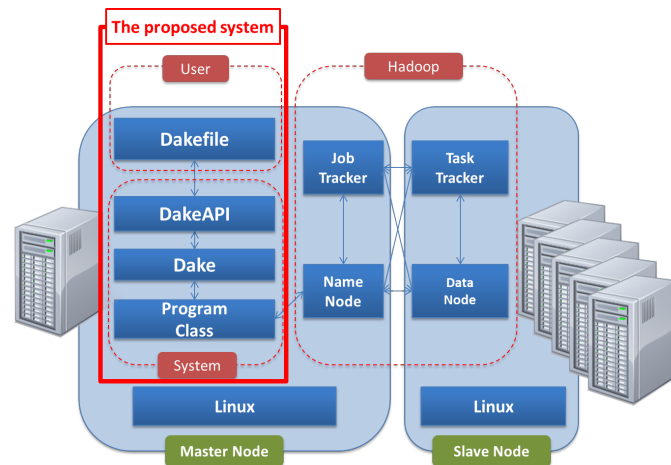 The proposed system
User
Hadoop
Dakefile
Job
Tracker
Task
Tracker
DakeAPI
Dake
Name
Node
Data
Node
Program
Class
System
Linux
Linux
Master Node
Slave Node